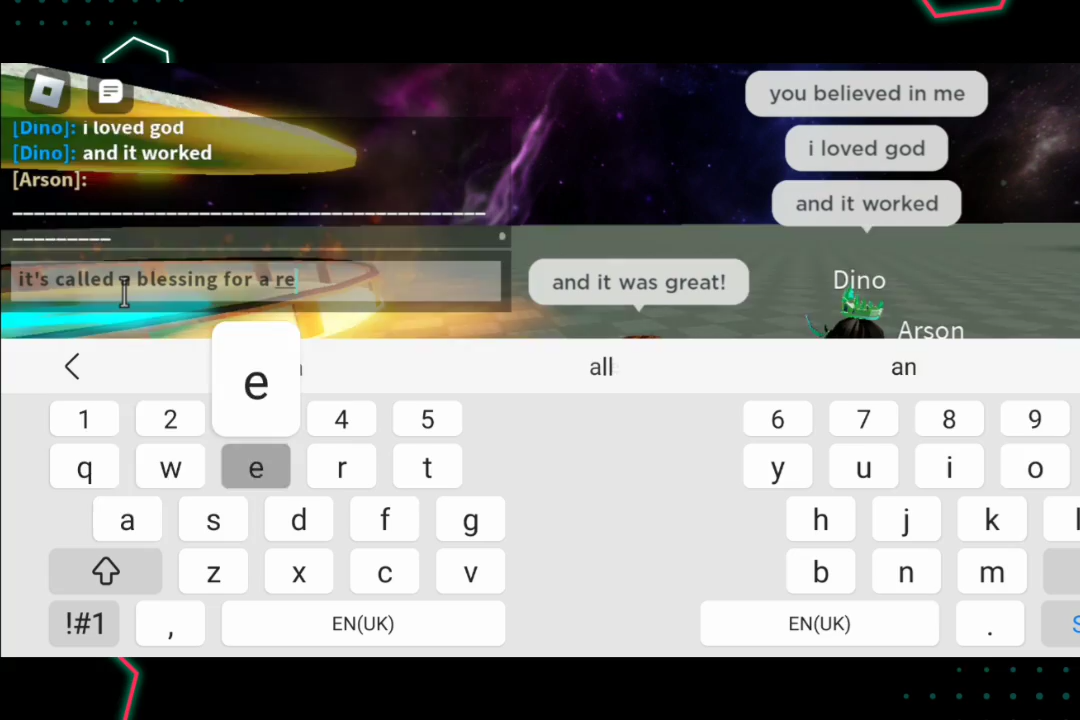 [Dino]: i loved god
[Dino]: and it worked
[Arson]:
it's called a blessing for a re
you believed in me
i loved god
and it worked
and it was great!
Dino
Arson
e
all
an
1 2 4 5 6 7 8 9
q w e r t y u i o
a s d f g h j k l
z x c v b n m
!#1 , EN(UK) EN(UK) . S